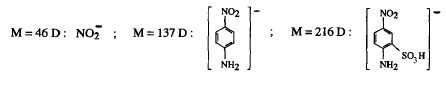 M = 46 D : NO₂⁻ ; M = 137 D : [NO₂ NH₂]⁻ ; M = 216 D : [NO₂ SO₃H NH₂]⁻